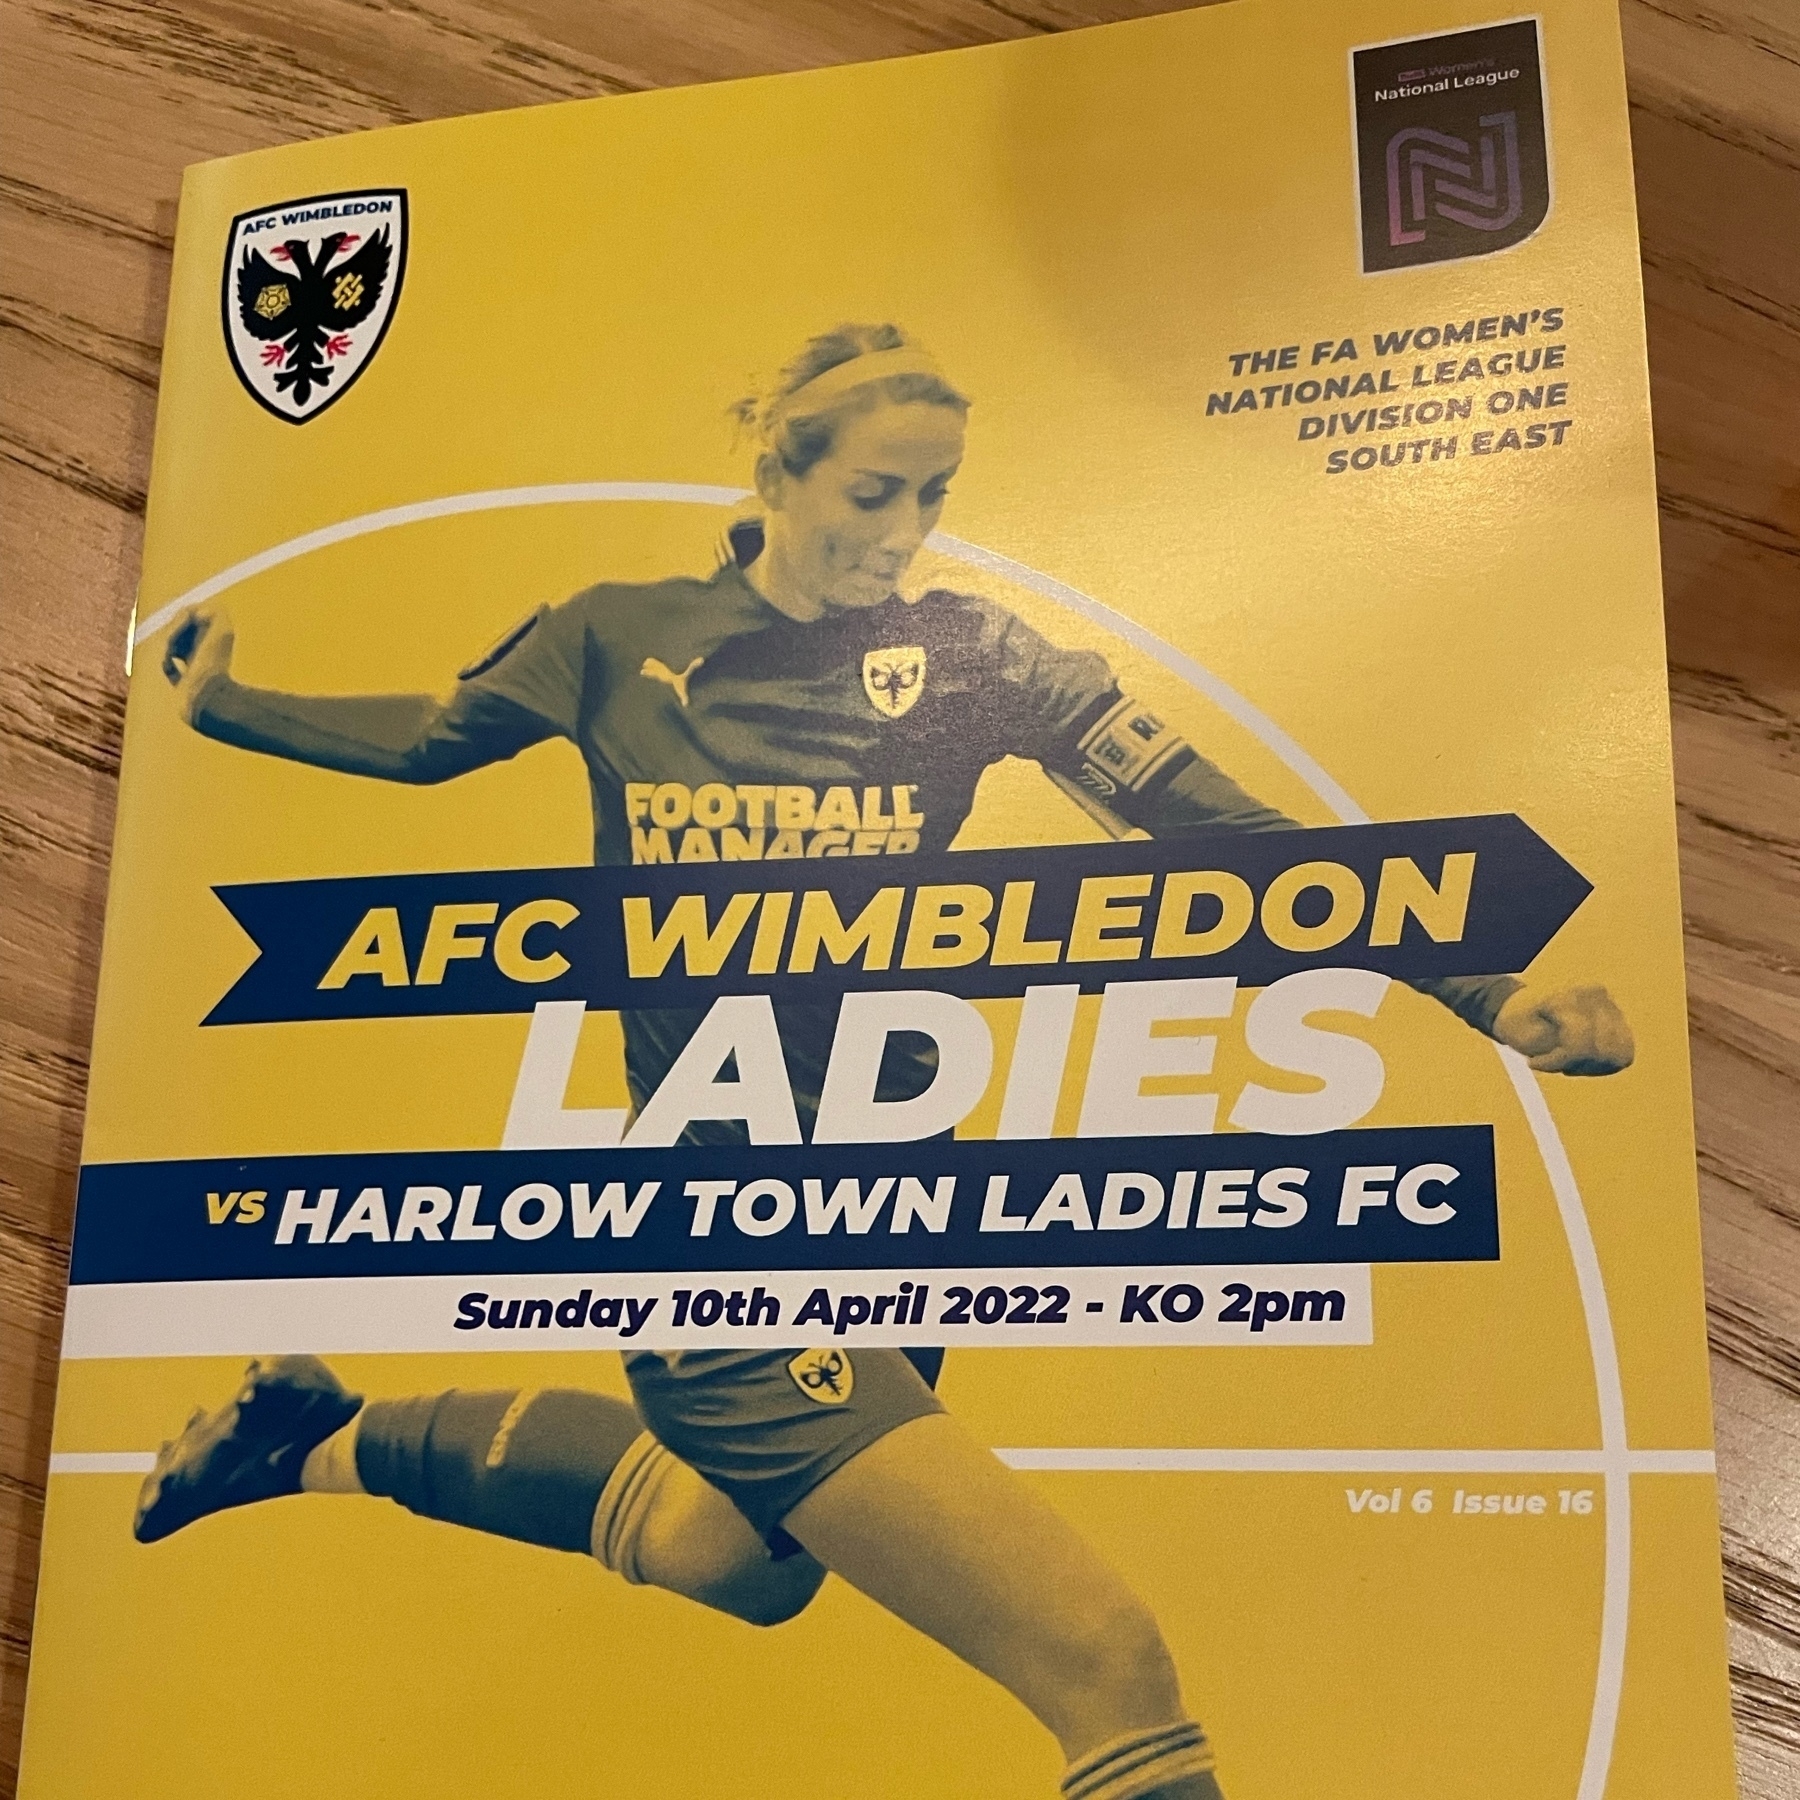 AFC WIMBLEDON
Women's
National League
THE FA WOMEN'S
NATIONAL LEAGUE
DIVISION ONE
SOUTH EAST
FOOTBALL
MANAGER
AFC WIMBLEDON
LADIES
vs HARLOW TOWN LADIES FC
Sunday 10th April 2022 - KO 2pm
Vol 6 Issue 16